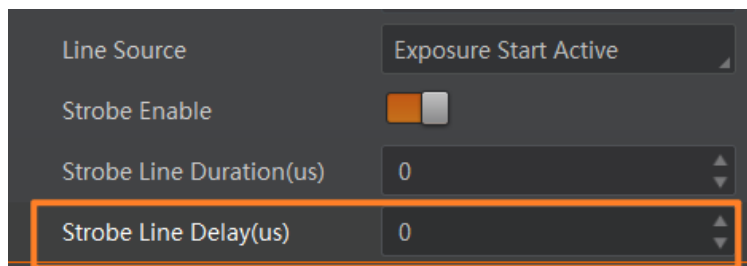 Line Source Exposure Start Active
Strobe Enable
Strobe Line Duration(us) 0
Strobe Line Delay(us) 0